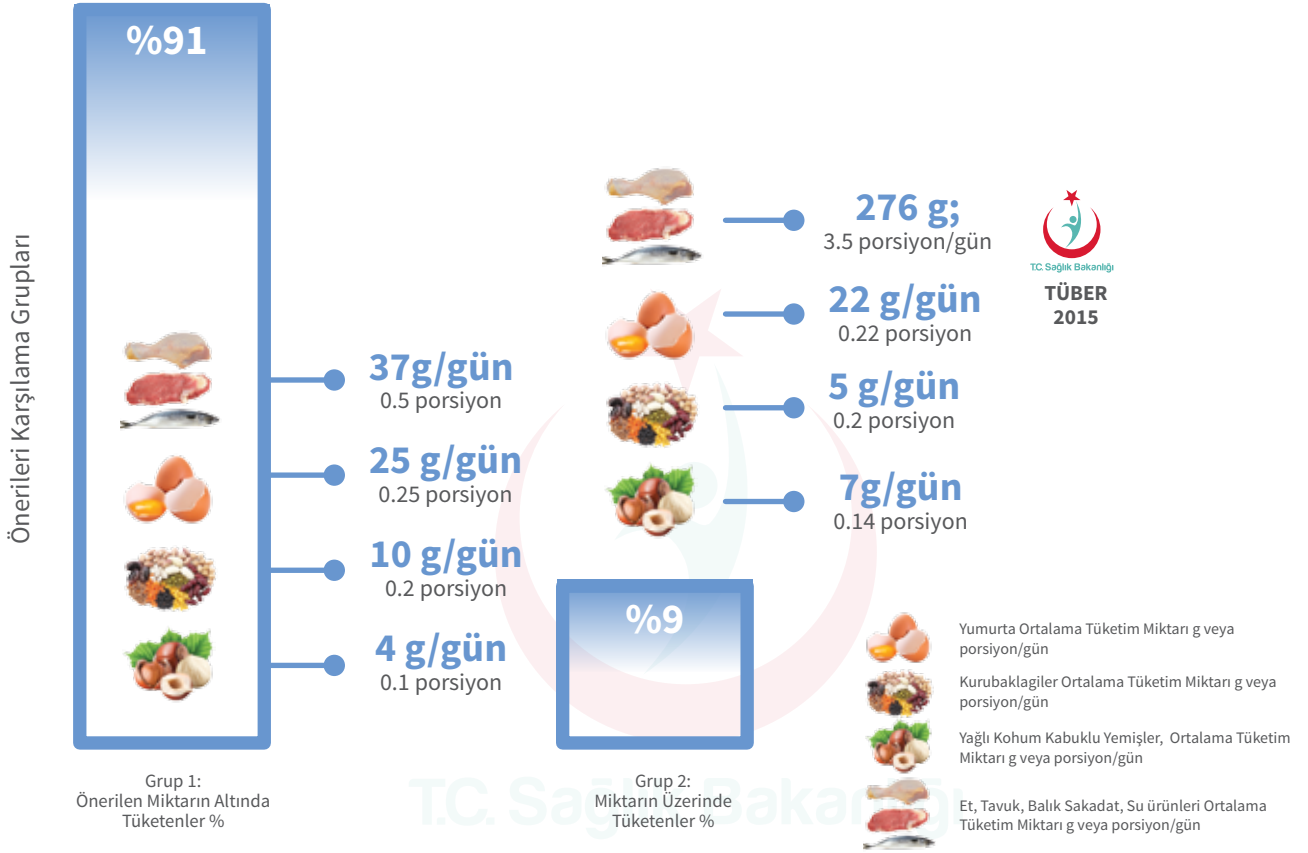 Önerileri Karşılama Grupları
%91
37g/gün
0.5 porsiyon
25 g/gün
0.25 porsiyon
10 g/gün
0.2 porsiyon
4 g/gün
0.1 porsiyon
Grup 1:
Önerilen Miktarın Altında
Tüketenler %
276 g;
3.5 porsiyon/gün
22 g/gün
0.22 porsiyon
5 g/gün
0.2 porsiyon
7g/gün
0.14 porsiyon
%9
Grup 2:
Miktarın Üzerinde
Tüketenler %
T.C. Sağlık Bakanlığı
TÜBER
2015
Yumurta Ortalama Tüketim Miktarı g veya
porsiyon/gün
Kurubaklagiler Ortalama Tüketim Miktarı g veya
porsiyon/gün
Yağlı Kohum Kabuklu Yemişler, Ortalama Tüketim
Miktarı g veya porsiyon/gün
Et, Tavuk, Balık Sakadat, Su ürünleri Ortalama
Tüketim Miktarı g veya porsiyon/gün
T.C. Sağlık Bakanlığı